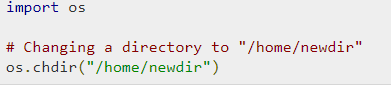 import os
# Changing a directory to "/home/newdir"
os.chdir("/home/newdir")